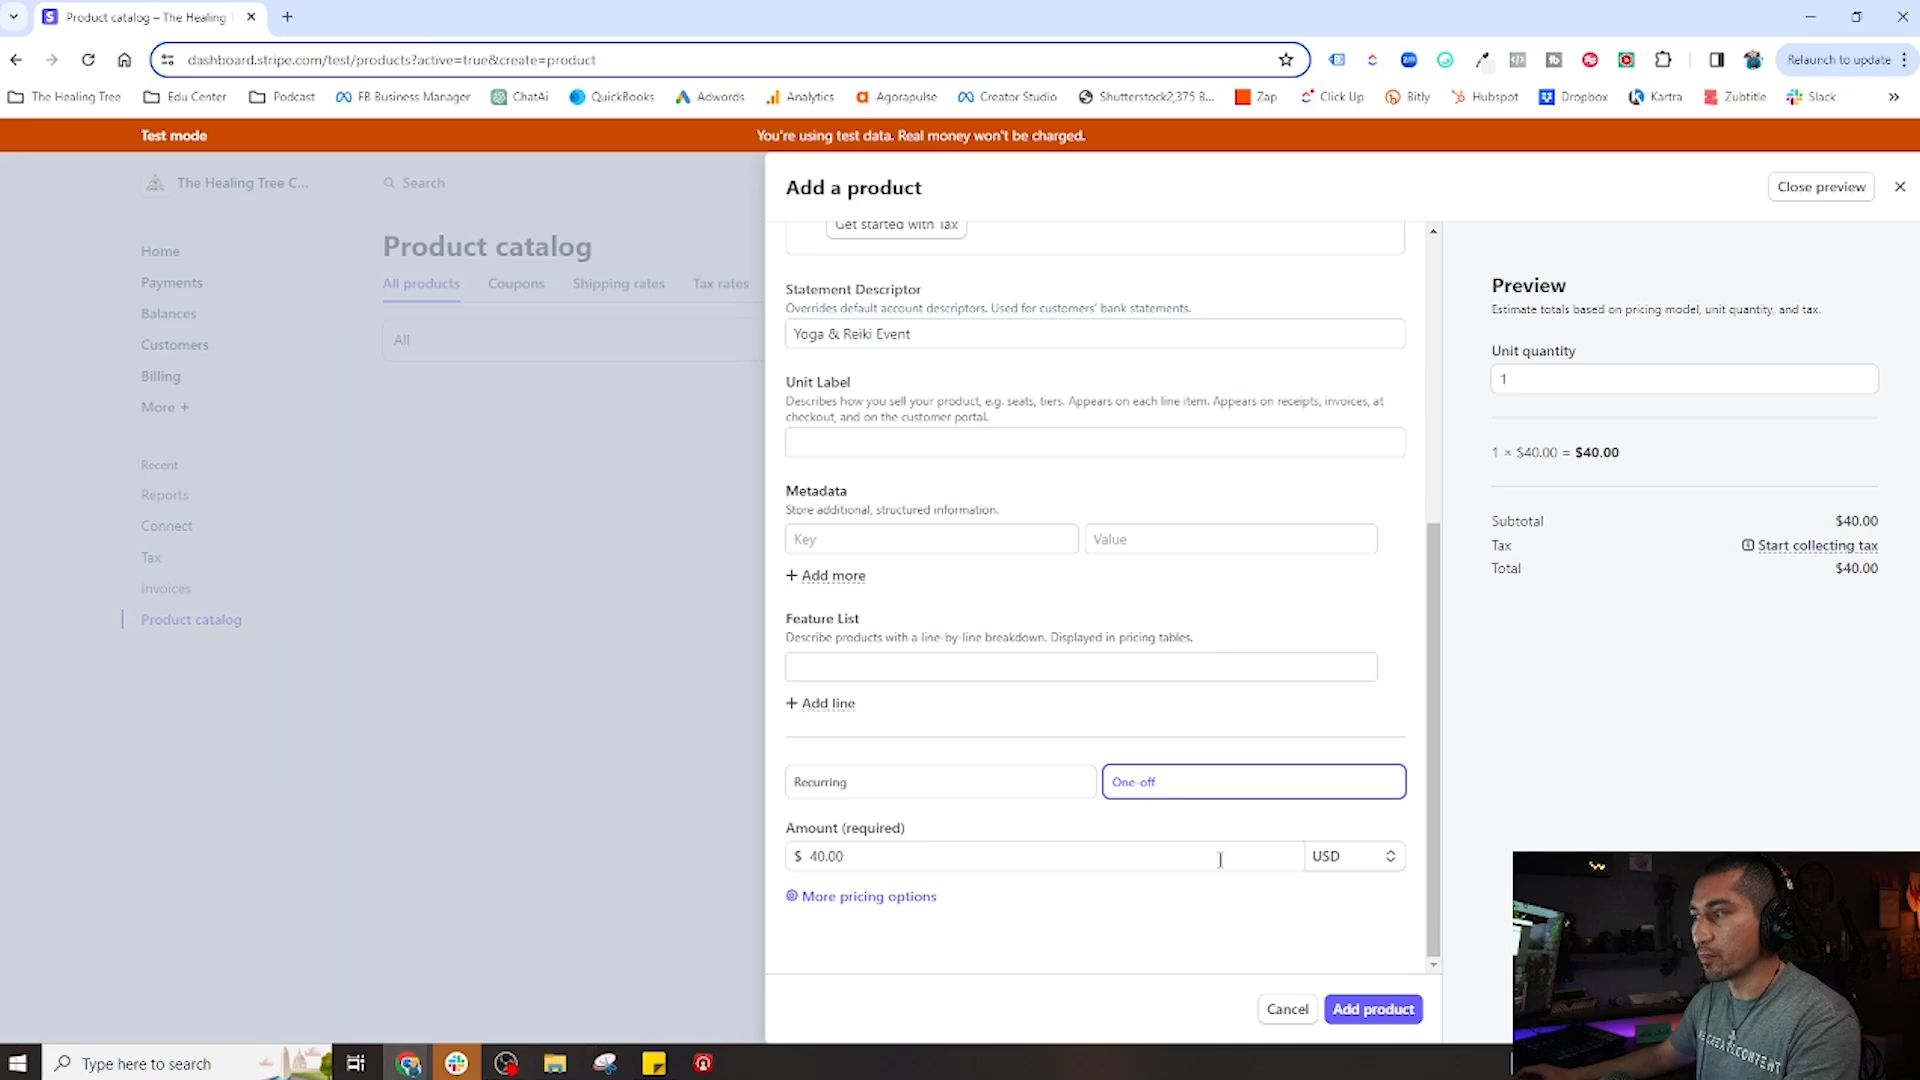 Product catalog – The Healing T
dashboard.stripe.com/test/products?active=true&create=product
Relaunch to update
The Healing Tree
Edu Center
Podcast
FB Business Manager
ChatAi
QuickBooks
Adwords
Analytics
Agorapulse
Creator Studio
Shutterstock2,375 B...
Zap
Click Up
Bitly
Hubspot
Dropbox
Kartra
Zubtitle
Slack
Test mode
You're using test data. Real money won't be charged.
The Healing Tree C...
Search
Home
Payments
Balances
Customers
Billing
More +
Recent
Reports
Connect
Tax
Invoices
Product catalog
Product catalog
All products
Coupons
Shipping rates
Tax rates
All
Add a product
Close preview
Get started with Tax
Statement Descriptor
Overrides default account descriptors. Used for customers' bank statements.
Yoga & Reiki Event
Unit Label
Describes how you sell your product, e.g. seats, tiers. Appears on each line item. Appears on receipts, invoices, at
checkout, and on the customer portal.
Metadata
Store additional, structured information.
Key
Value
+ Add more
Feature List
Describe products with a line-by-line breakdown. Displayed in pricing tables.
+ Add line
Recurring
One-off
Amount (required)
$ 40.00
USD
More pricing options
Cancel
Add product
Preview
Estimate totals based on pricing model, unit quantity, and tax.
Unit quantity
1
1 × $40.00 = $40.00
Subtotal
$40.00
Tax
Start collecting tax
Total
$40.00
Type here to search